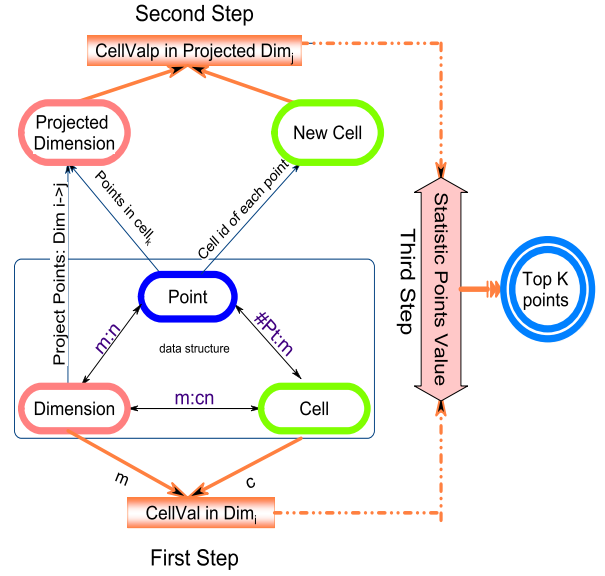 Second Step
CellValp in Projected Dimj
Projected
Dimension
New Cell
Project Points: Dim i->j
Points in cellk
Cell id of each point
Statistic Points Value
Third Step
Top K
points
Point
m:n
#Pt:m
data structure
Dimension
m:cn
Cell
m
c
CellVal in Dimi
First Step